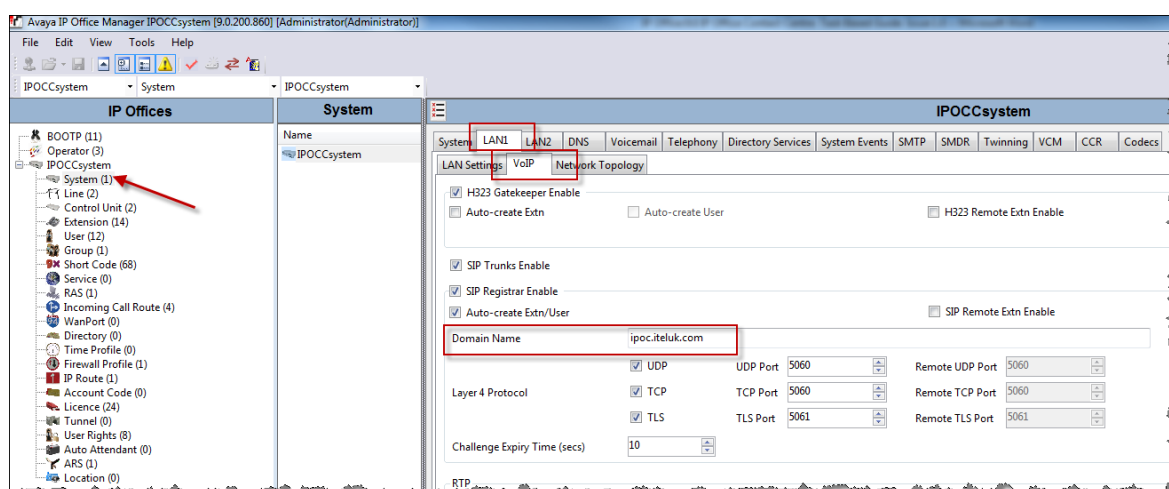 Avaya IP Office Manager IPOCCsystem [9.0.200.860] [Administrator(Administrator)]
File Edit View Tools Help
IPOCCsystem System IPOCCsystem
IP Offices System IPOCCsystem
BOOTP (11)
Operator (3)
IPOCCsystem
System (1)
Line (2)
Control Unit (2)
Extension (14)
User (12)
Group (1)
Short Code (68)
Service (0)
RAS (1)
Incoming Call Route (4)
WanPort (0)
Directory (0)
Time Profile (0)
Firewall Profile (1)
IP Route (1)
Account Code (0)
Licence (24)
Tunnel (0)
User Rights (8)
Auto Attendant (0)
ARS (1)
Location (0)
Name
IPOCCsystem
System LAN1 LAN2 DNS Voicemail Telephony Directory Services System Events SMTP SMDR Twinning VCM CCR Codecs
LAN Settings VoIP Network Topology
H323 Gatekeeper Enable
Auto-create Extn Auto-create User H323 Remote Extn Enable
SIP Trunks Enable
SIP Registrar Enable
Auto-create Extn/User SIP Remote Extn Enable
Domain Name ipoc.iteluk.com
UDP UDP Port 5060 Remote UDP Port 5060
Layer 4 Protocol TCP TCP Port 5060 Remote TCP Port 5060
TLS TLS Port 5061 Remote TLS Port 5061
Challenge Expiry Time (secs) 10
RTP